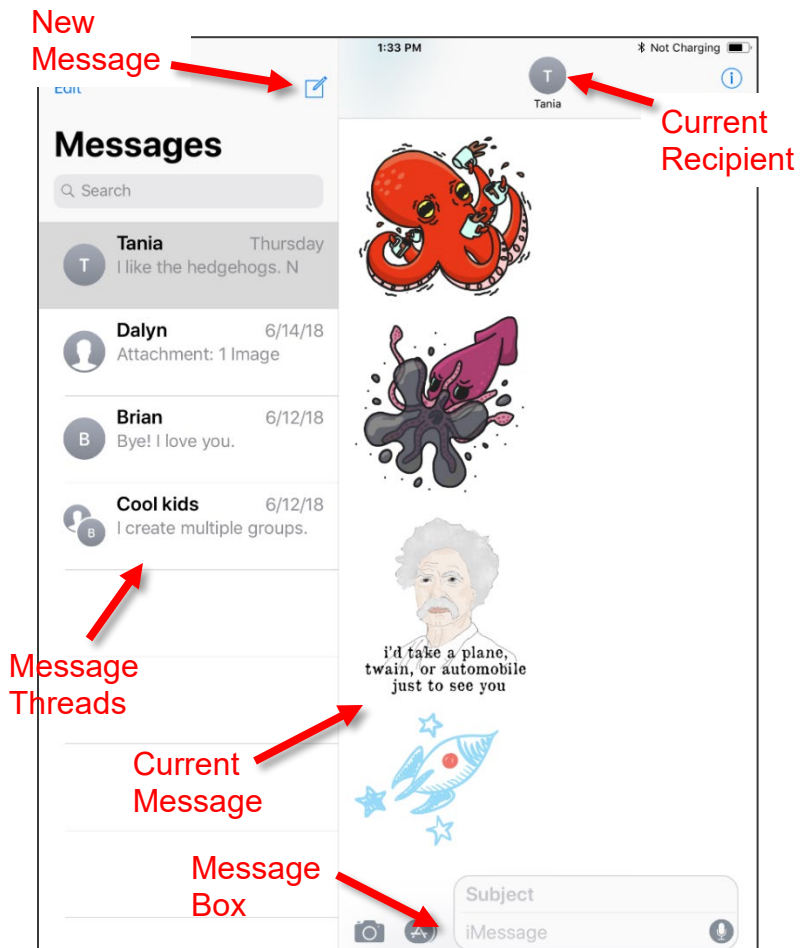 New
Message
1:33 PM
Not Charging
Edit
T
Tania
Current
Recipient
Messages
Search
T
Tania Thursday
I like the hedgehogs. N
Dalyn 6/14/18
Attachment: 1 Image
B
Brian 6/12/18
Bye! I love you.
B
Cool kids 6/12/18
I create multiple groups.
i'd take a plane,
twain, or automobile
just to see you
Message
Threads
Current
Message
Message
Box
Subject
iMessage